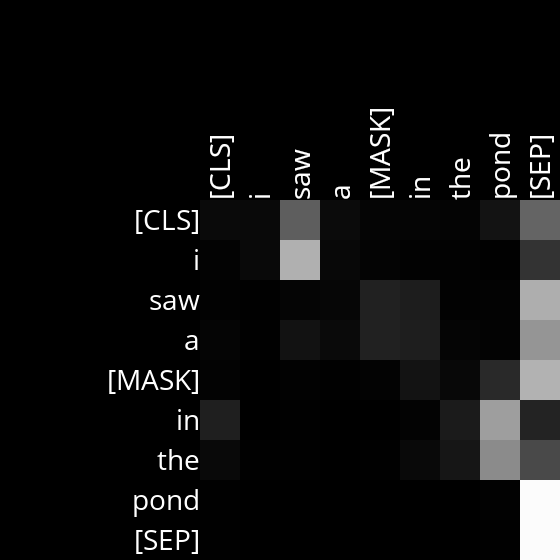 [CLS] i saw a [MASK] in the pond [SEP]
[CLS]
i
saw
a
[MASK]
in
the
pond
[SEP]